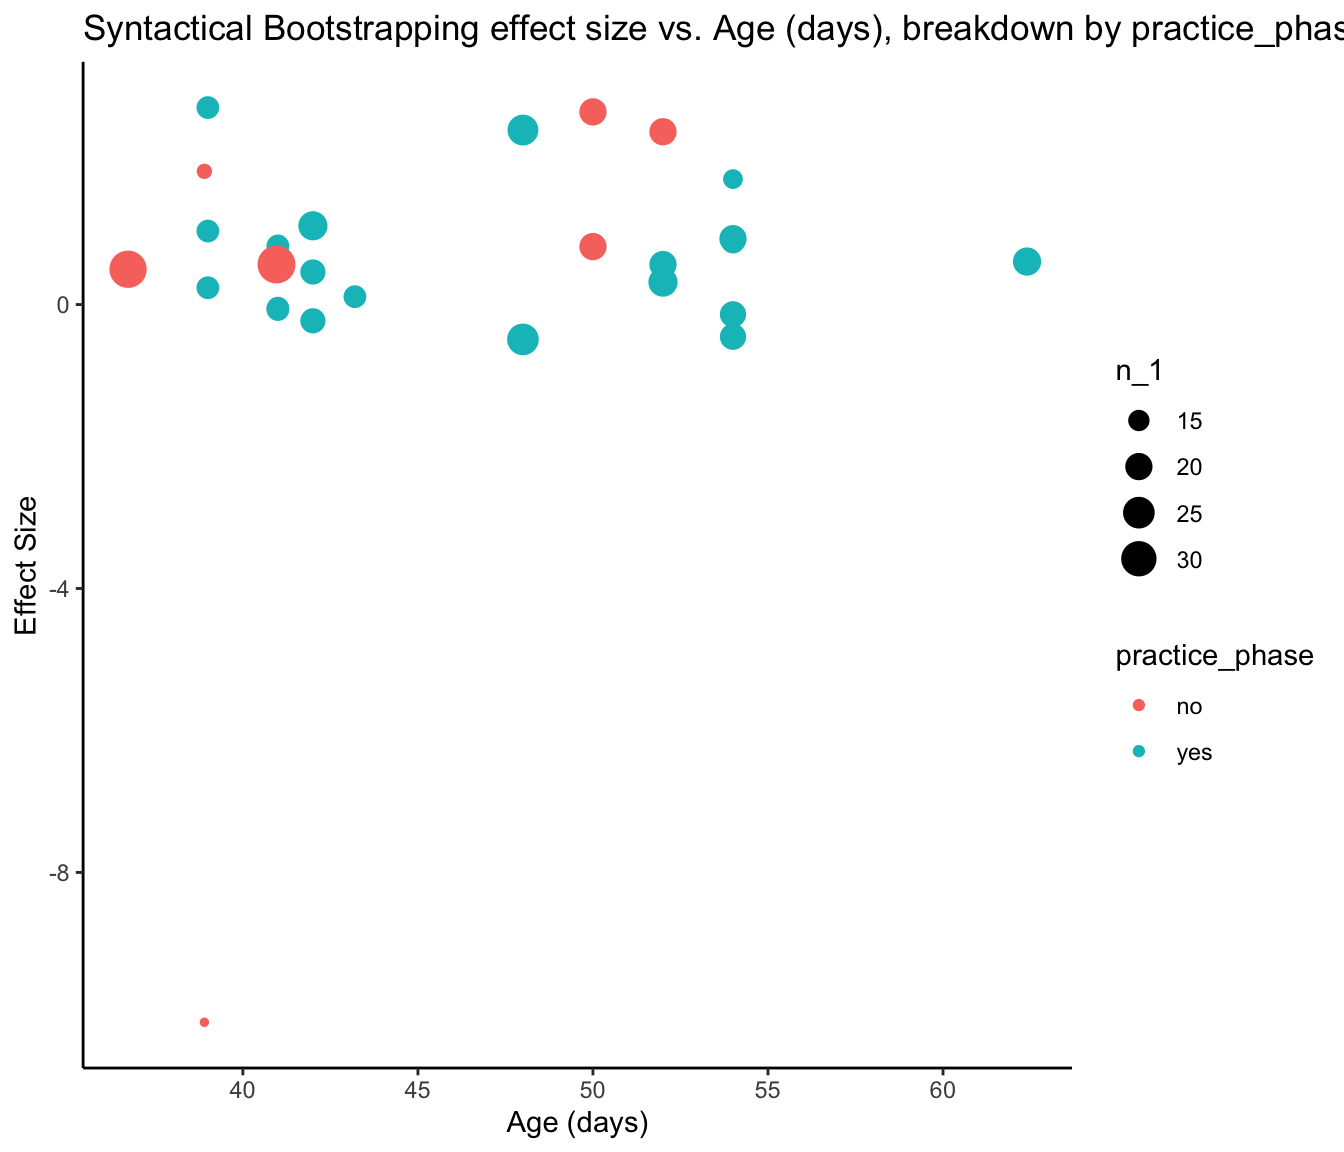 Syntactical Bootstrapping effect size vs. Age (days), breakdown by practice_phas
0
-4
-8
Effect Size
40 45 50 55 60
Age (days)
n_1
15
20
25
30
practice_phase
no
yes